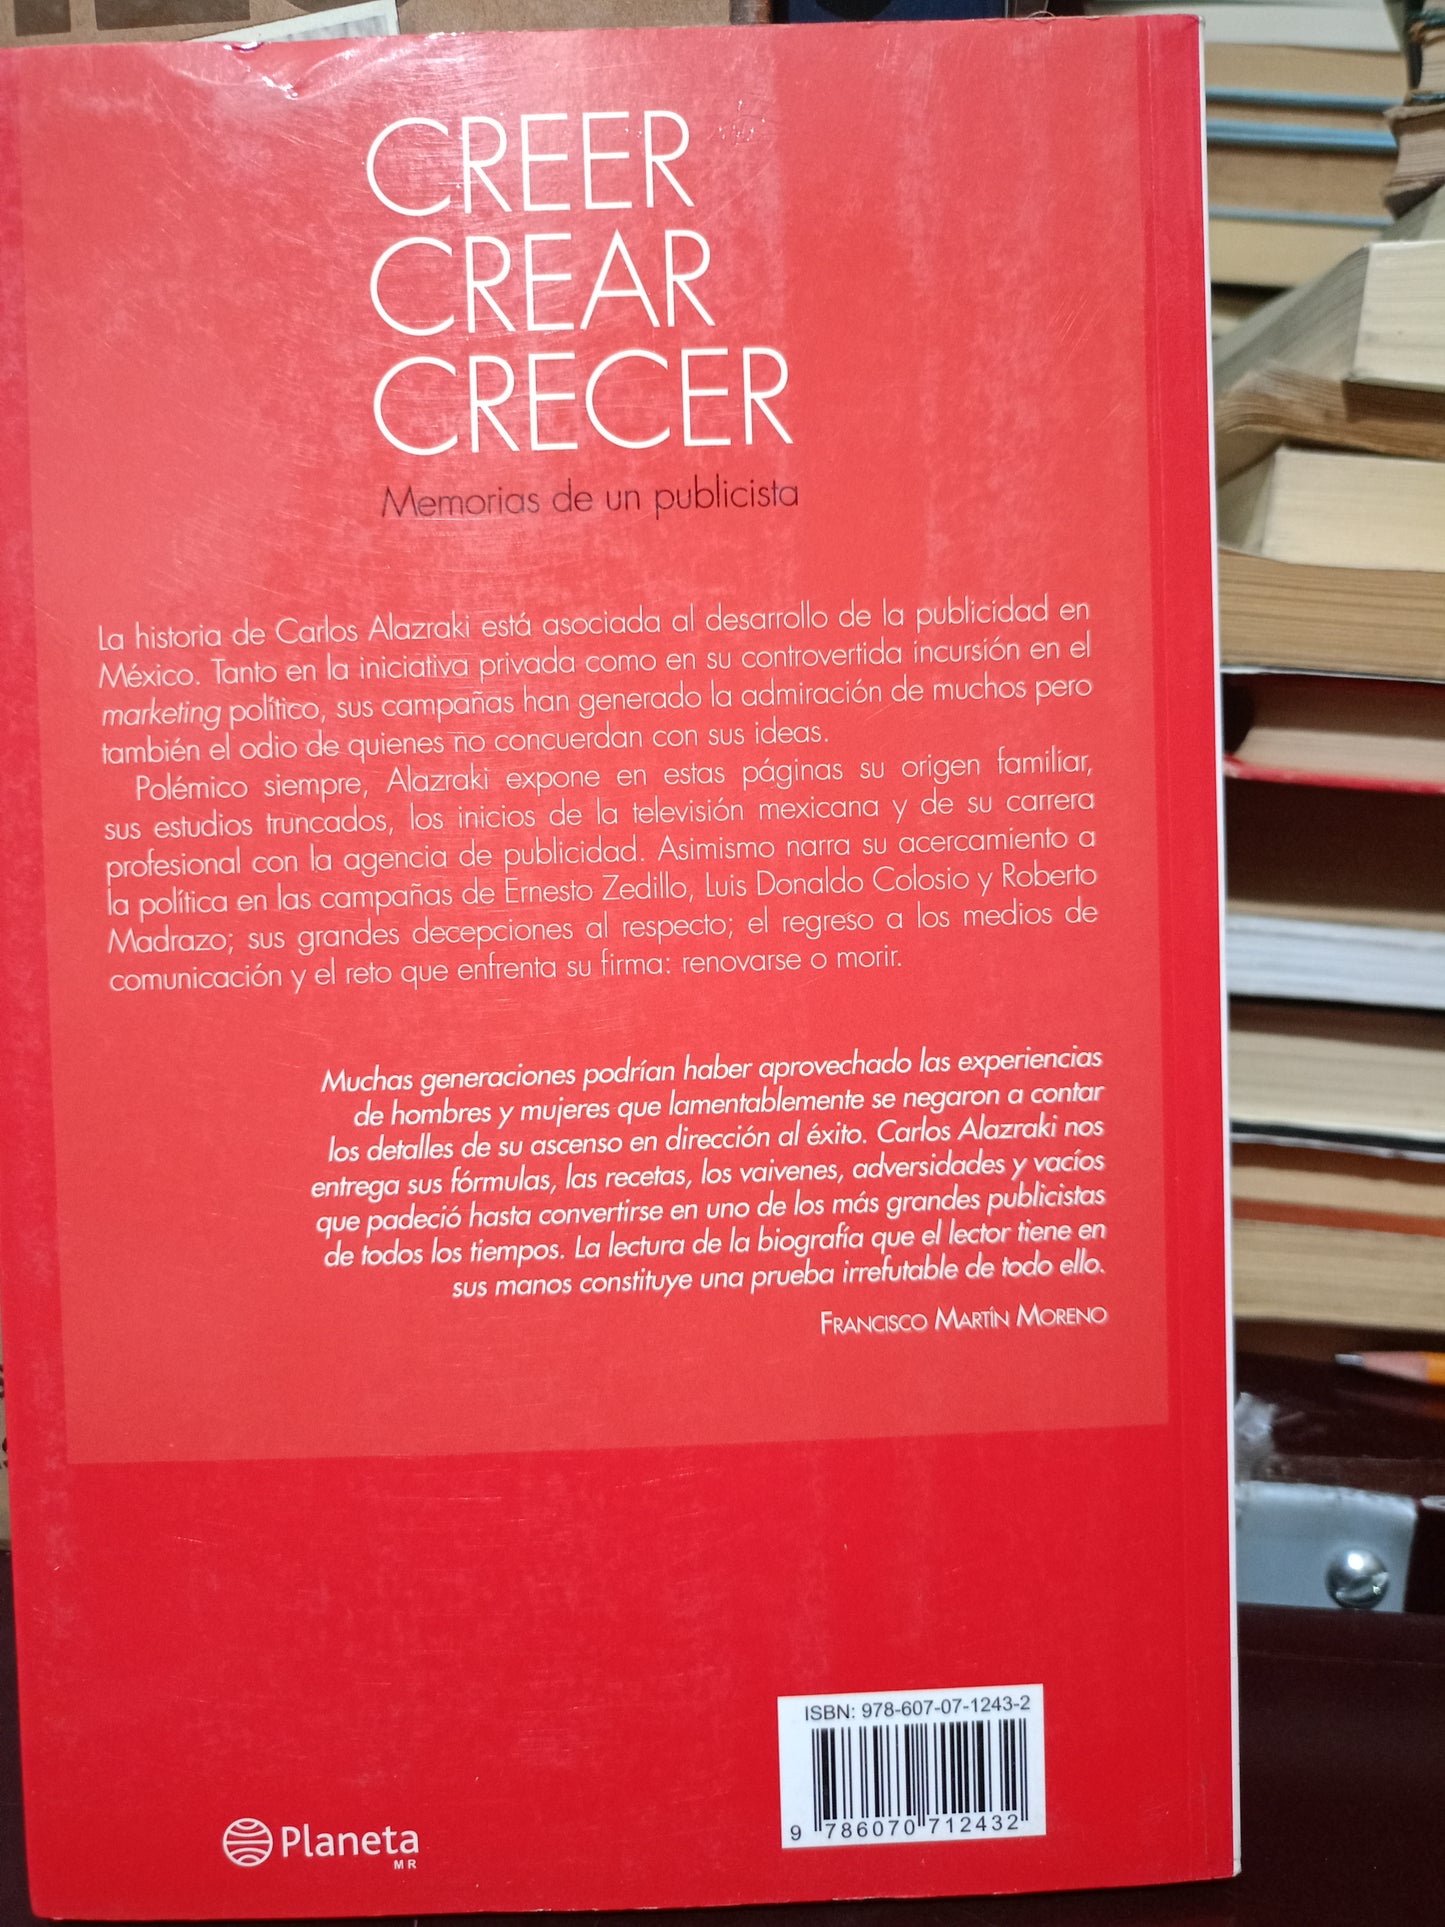 CREER
CREAR
CRECER
Memorias de un publicista
La historia de Carlos Alazraki está asociada al desarrollo de la publicidad en
México. Tanto en la iniciativa privada como en su controvertida incursión en el
marketing político, sus campañas han generado la admiración de muchos pero
también el odio de quienes no concuerdan con sus ideas.
Polémico siempre, Alazraki expone en estas páginas su origen familiar,
sus estudios truncados, los inicios de la televisión mexicana y de su carrera
profesional con la agencia de publicidad. Asimismo narra su acercamiento a
la política en las campañas de Ernesto Zedillo, Luis Donaldo Colosio y Roberto
Madrazo; sus grandes decepciones al respecto; el regreso a los medios de
comunicación y el reto que enfrenta su firma: renovarse o morir.
Muchas generaciones podrían haber aprovechado las experiencias
de hombres y mujeres que lamentablemente se negaron a contar
los detalles de su ascenso en dirección al éxito. Carlos Alazraki nos
entrega sus fórmulas, las recetas, los vaivenes, adversidades y vacíos
que padeció hasta convertirse en uno de los más grandes publicistas
de todos los tiempos. La lectura de la biografía que el lector tiene en
sus manos constituye una prueba irrefutable de todo ello.
FRANCISCO MARTÍN MORENO
ISBN: 978-607-07-1243-2
9 786070 712432
Planeta
MR